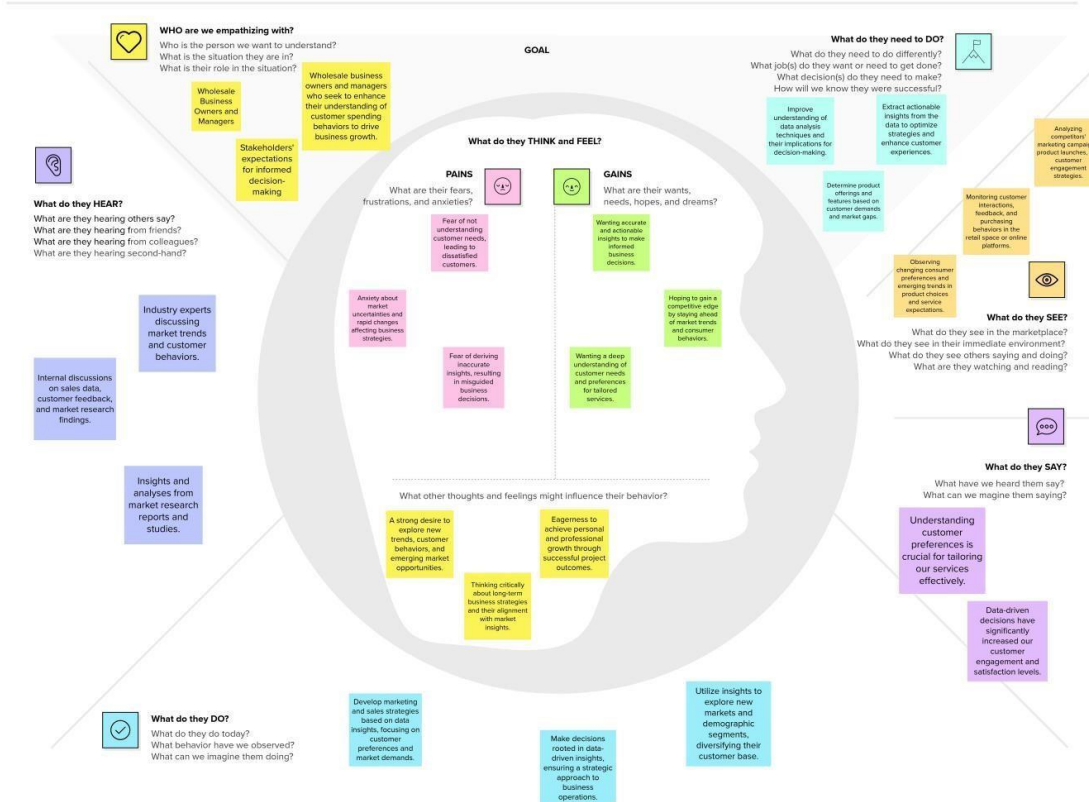 WHO are we empathizing with?
Who is the person we want to understand?
What is the situation they are in?
What is their role in the situation?
Wholesale
Business
Owners and
Managers
Wholesale business
owners and managers
who seek to enhance
their understanding of
customer spending
behaviors to drive
business growth.
Stakeholders'
expectations
for informed
decision-
making
GOAL
What do they need to DO?
What do they need to do differently?
What job(s) do they want or need to get done?
What decision(s) do they need to make?
How will we know they were successful?
Improve
understanding of
data analysis
techniques and their
implications for
decision-making.
Extract actionable
insights from the
data to optimize
strategies and
enhance customer
experiences.
Determine product
offerings and
features based on
customer demands
and market gaps.
What do they HEAR?
What are they hearing others say?
What are they hearing from friends?
What are they hearing from colleagues?
What are they hearing second-hand?
Industry experts
discussing
market trends
and customer
behaviors.
Internal discussions
on sales data,
customer feedback,
and market research
findings.
Insights and
analyses from
market research
reports and
studies.
What do they THINK and FEEL?
PAINS
What are their fears,
frustrations, and anxieties?
Fear of not
understanding
customer needs,
leading to
dissatisfied
customers.
Anxiety about
market
uncertainties and
rapid changes
affecting business
strategies.
Fear of deriving
inaccurate
insights, resulting
in misguided
business
decisions.
GAINS
What are their wants,
needs, hopes, and dreams?
Wanting accurate
and actionable
insights to make
informed
business
decisions.
Hoping to gain a
competitive edge
by staying ahead
of market trends
and consumer
behaviors.
Wanting a deep
understanding of
customer needs
and preferences
for tailored
services.
What other thoughts and feelings might influence their behavior?
A strong desire to
explore new
trends, customer
behaviors, and
emerging market
opportunities.
Thinking critically
about long-term
business strategies
and their alignment
with market
insights.
Eagerness to
achieve personal
and professional
growth through
successful project
outcomes.
Analyzing
competitors'
marketing campaig
product launches,
customer
engagement
strategies.
Monitoring customer
interactions,
feedback, and
purchasing
behaviors in the
retail space or online
platforms.
Observing
changing consumer
preferences and
emerging trends in
product choices
and service
expectations.
What do they SEE?
What do they see in the marketplace?
What do they see in their immediate environment?
What do they see others saying and doing?
What are they watching and reading?
What do they SAY?
What have we heard them say?
What can we magine them saying?
Understanding
customer
preferences is
crucial for tailoring
our services
effectively.
Data-driven
decisions have
significantly
increased our
customer
engagement and
satisfaction levels.
What do they DO?
What do they do today?
What behavior have we observed?
What can we imagine them doing?
Develop marketing
and sales strategies
based on data
insights, focusing on
customer
preferences and
market demands.
Make decisions
rooted in data-
driven insights,
ensuring a strategic
approach to
business
operations.
Utilize insights to
explore new
markets and
demographic
segments,
diversifying their
customer base.